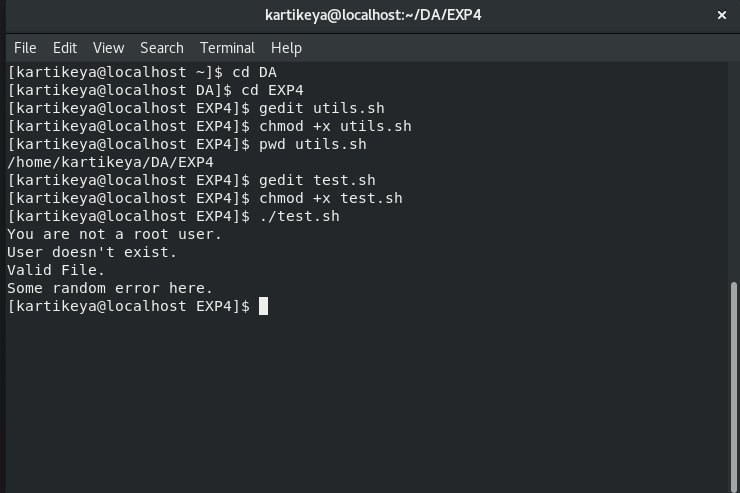 kartikeya@localhost:~/DA/EXP4
File Edit View Search Terminal Help
[kartikeya@localhost ~]$ cd DA
[kartikeya@localhost DA]$ cd EXP4
[kartikeya@localhost EXP4]$ gedit utils.sh
[kartikeya@localhost EXP4]$ chmod +x utils.sh
[kartikeya@localhost EXP4]$ pwd utils.sh
/home/kartikeya/DA/EXP4
[kartikeya@localhost EXP4]$ gedit test.sh
[kartikeya@localhost EXP4]$ chmod +x test.sh
[kartikeya@localhost EXP4]$ ./test.sh
You are not a root user.
User doesn't exist.
Valid File.
Some random error here.
[kartikeya@localhost EXP4]$